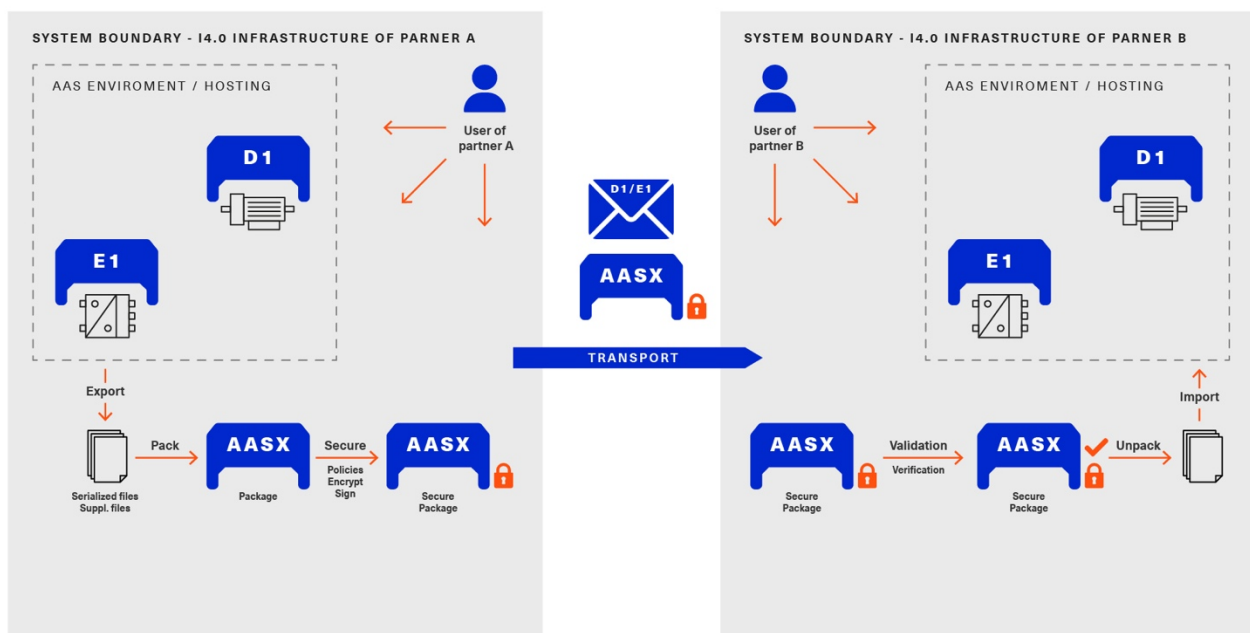 SYSTEM BOUNDARY - I4.0 INFRASTRUCTURE OF PARNER A
AAS ENVIROMENT / HOSTING
User of
partner A
D1
E1
Export
Serialized files
Suppl. files
Pack
AASX
Package
Secure
Policies
Encrypt
Sign
AASX
Secure
Package
D1/E1
AASX
TRANSPORT
SYSTEM BOUNDARY - I4.0 INFRASTRUCTURE OF PARNER B
User of
partner B
AAS ENVIROMENT / HOSTING
D1
E1
AASX
Secure
Package
Validation
Verification
AASX
Secure
Package
Unpack
Import